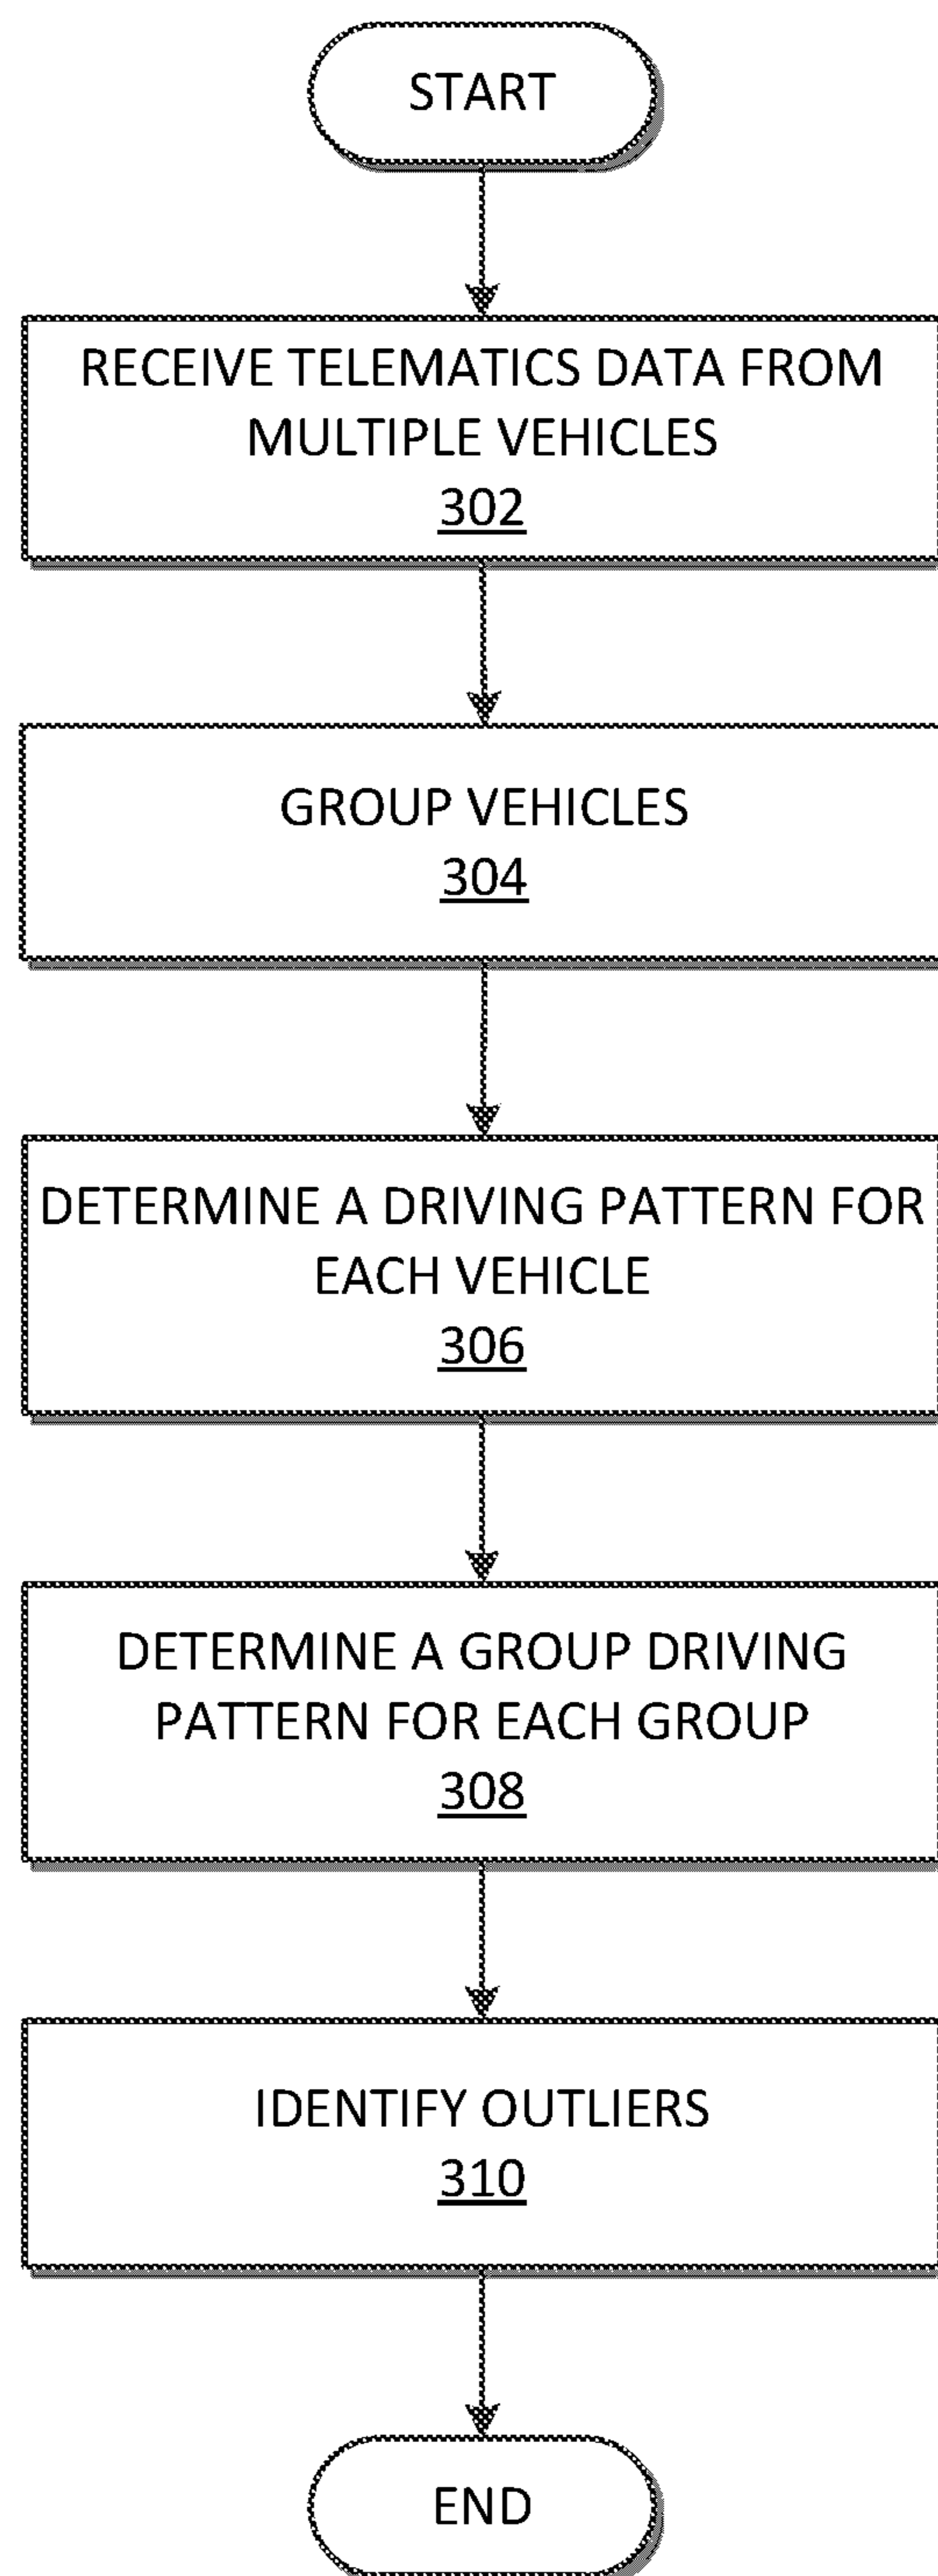 START
RECEIVE TELEMATICS DATA FROM
MULTIPLE VEHICLES
302
GROUP VEHICLES
304
DETERMINE A DRIVING PATTERN FOR
EACH VEHICLE
306
DETERMINE A GROUP DRIVING
PATTERN FOR EACH GROUP
308
IDENTIFY OUTLIERS
310
END